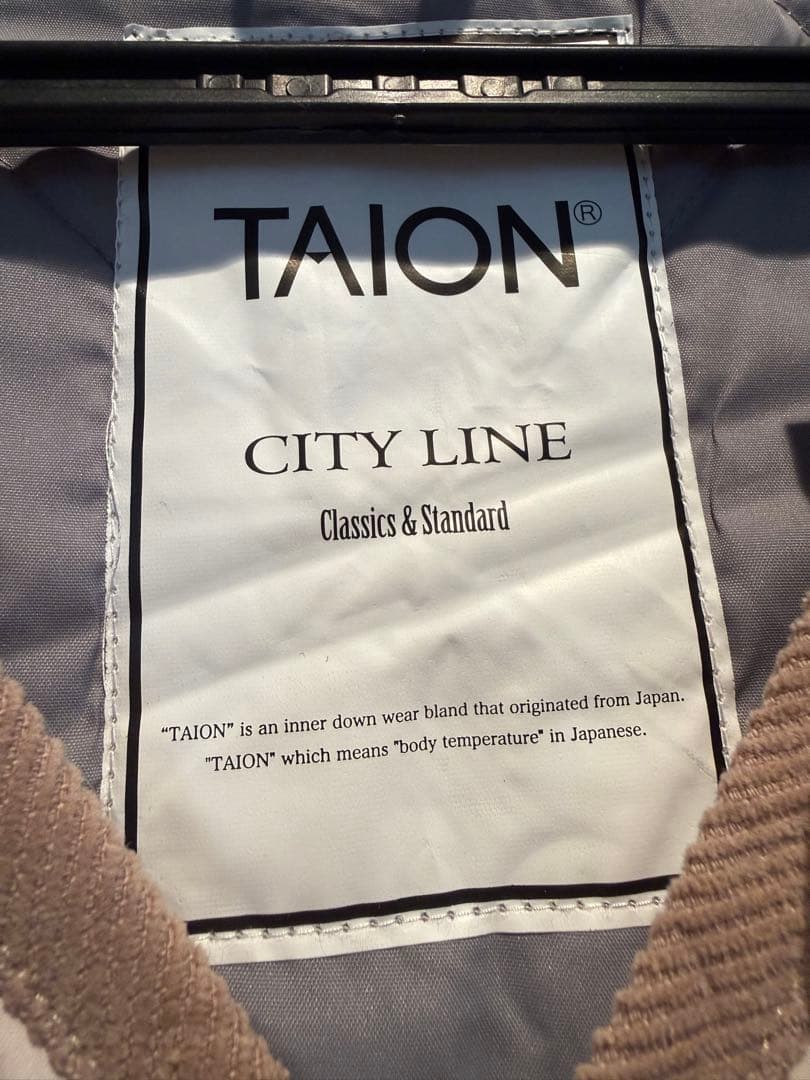 TAION®
CITY LINE
Classics & Standard
“TAION” is an inner down wear bland that originated from Japan.
"TAION" which means "body temperature" in Japanese.